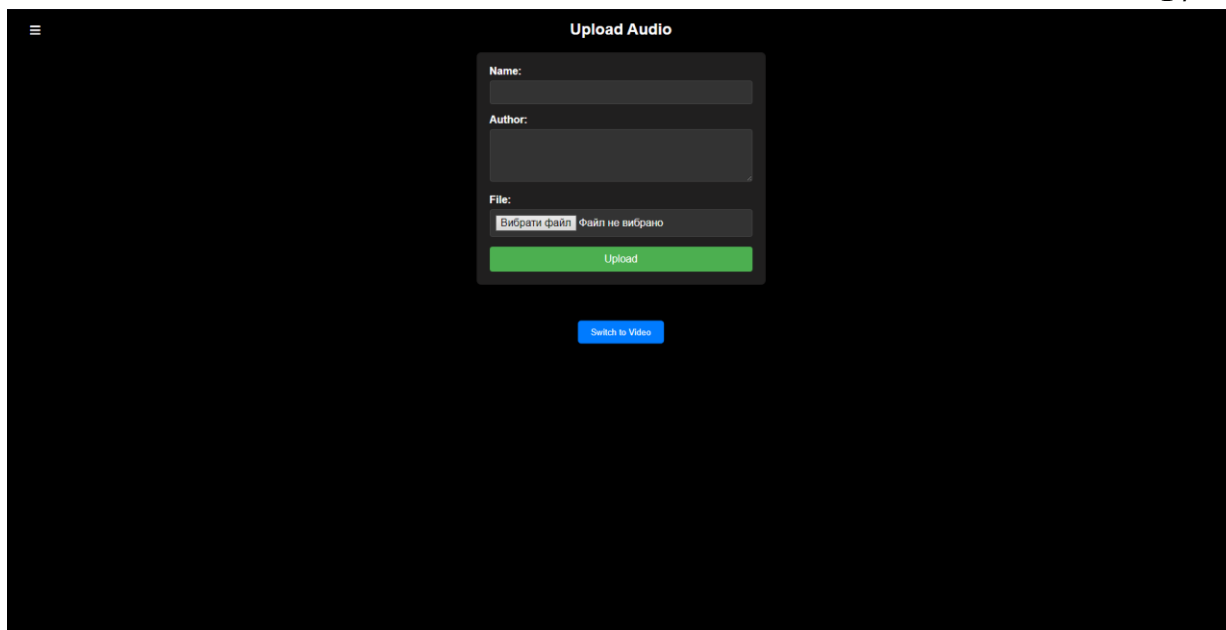 Upload Audio
Name:
Author:
File:
Вибрати файл Файл не вибрано
Upload
Switch to Video